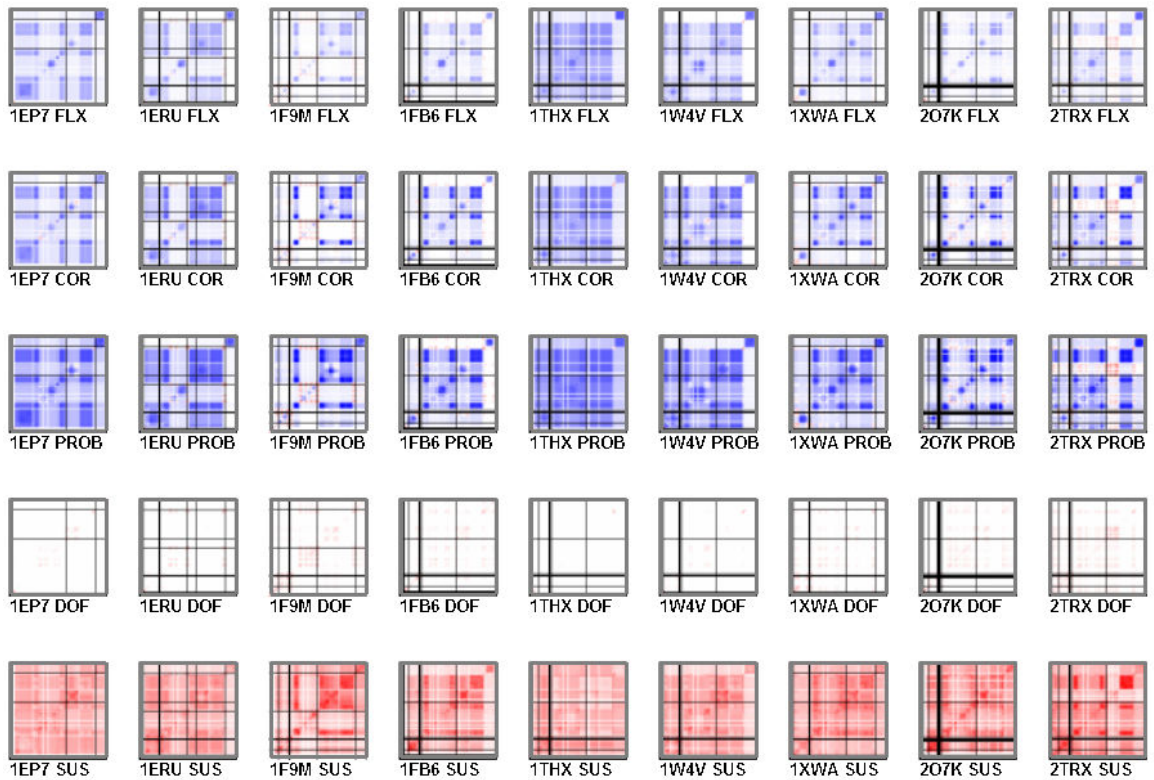 1EP7 FLX 1ERU FLX 1F9M FLX 1FB6 FLX 1THX FLX 1W4V FLX 1XWA FLX 2O7K FLX 2TRX FLX
1EP7 COR 1ERU COR 1F9M COR 1FB6 COR 1THX COR 1W4V COR 1XWA COR 2O7K COR 2TRX COR
1EP7 PROB 1ERU PROB 1F9M PROB 1FB6 PROB 1THX PROB 1W4V PROB 1XWA PROB 2O7K PROB 2TRX PROB
1EP7 DOF 1ERU DOF 1F9M DOF 1FB6 DOF 1THX DOF 1W4V DOF 1XWA DOF 2O7K DOF 2TRX DOF
1EP7 SUS 1ERU SUS 1F9M SUS 1FB6 SUS 1THX SUS 1W4V SUS 1XWA SUS 2O7K SUS 2TRX SUS